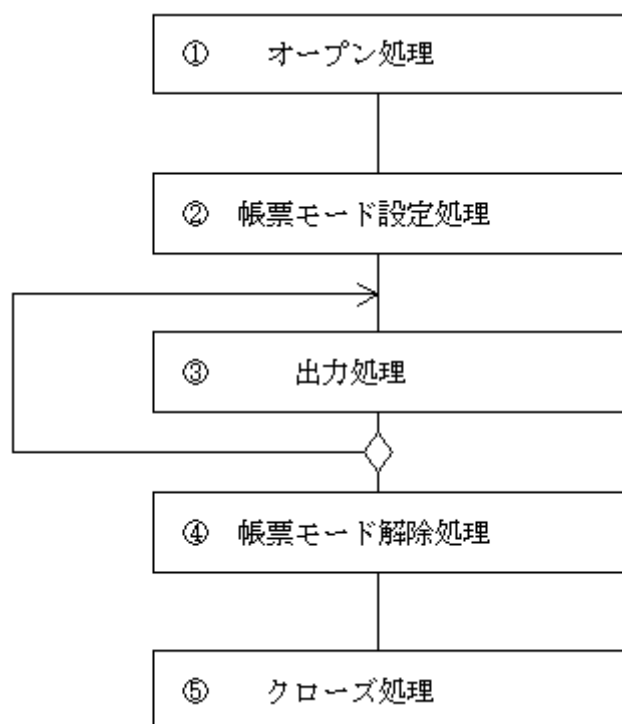 ① オープン処理
② 帳票モード設定処理
③ 出力処理
④ 帳票モード解除処理
⑤ クローズ処理